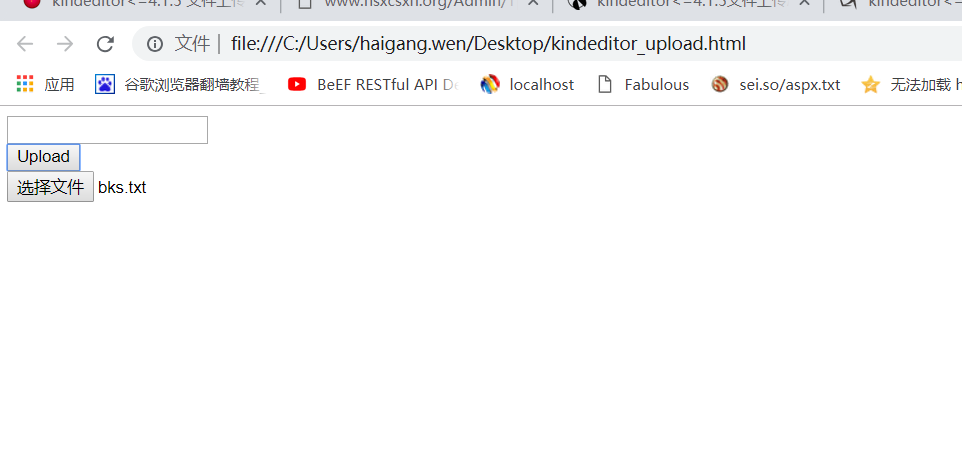 kindeditor<=4.1.5 文件上传
www.hsxcsxh.org/Admin/
kindeditor<=4.1.5文件上传
kindeditor<=4.1
文件 | file:///C:/Users/haigang.wen/Desktop/kindeditor_upload.html
应用 谷歌浏览器翻墙教程_ BeEF RESTful API De localhost Fabulous sei.so/aspx.txt 无法加载 h
Upload
选择文件 bks.txt